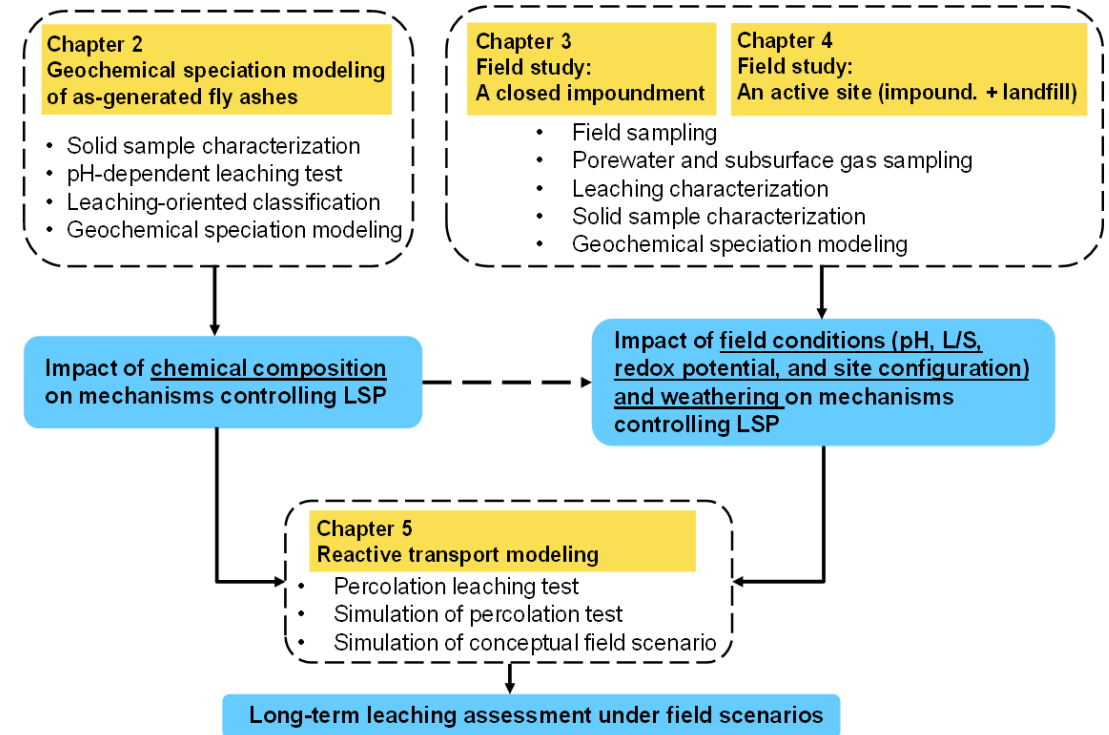 Chapter 2
Geochemical speciation modeling
of as-generated fly ashes
• Solid sample characterization
• pH-dependent leaching test
• Leaching-oriented classification
• Geochemical speciation modeling
Chapter 3
Field study:
A closed impoundment
Chapter 4
Field study:
An active site (impound. + landfill)
• Field sampling
• Porewater and subsurface gas sampling
• Leaching characterization
• Solid sample characterization
• Geochemical speciation modeling
Impact of chemical composition
on mechanisms controlling LSP
Impact of field conditions (pH, L/S,
redox potential, and site configuration)
and weathering on mechanisms
controlling LSP
Chapter 5
Reactive transport modeling
• Percolation leaching test
• Simulation of percolation test
• Simulation of conceptual field scenario
Long-term leaching assessment under field scenarios